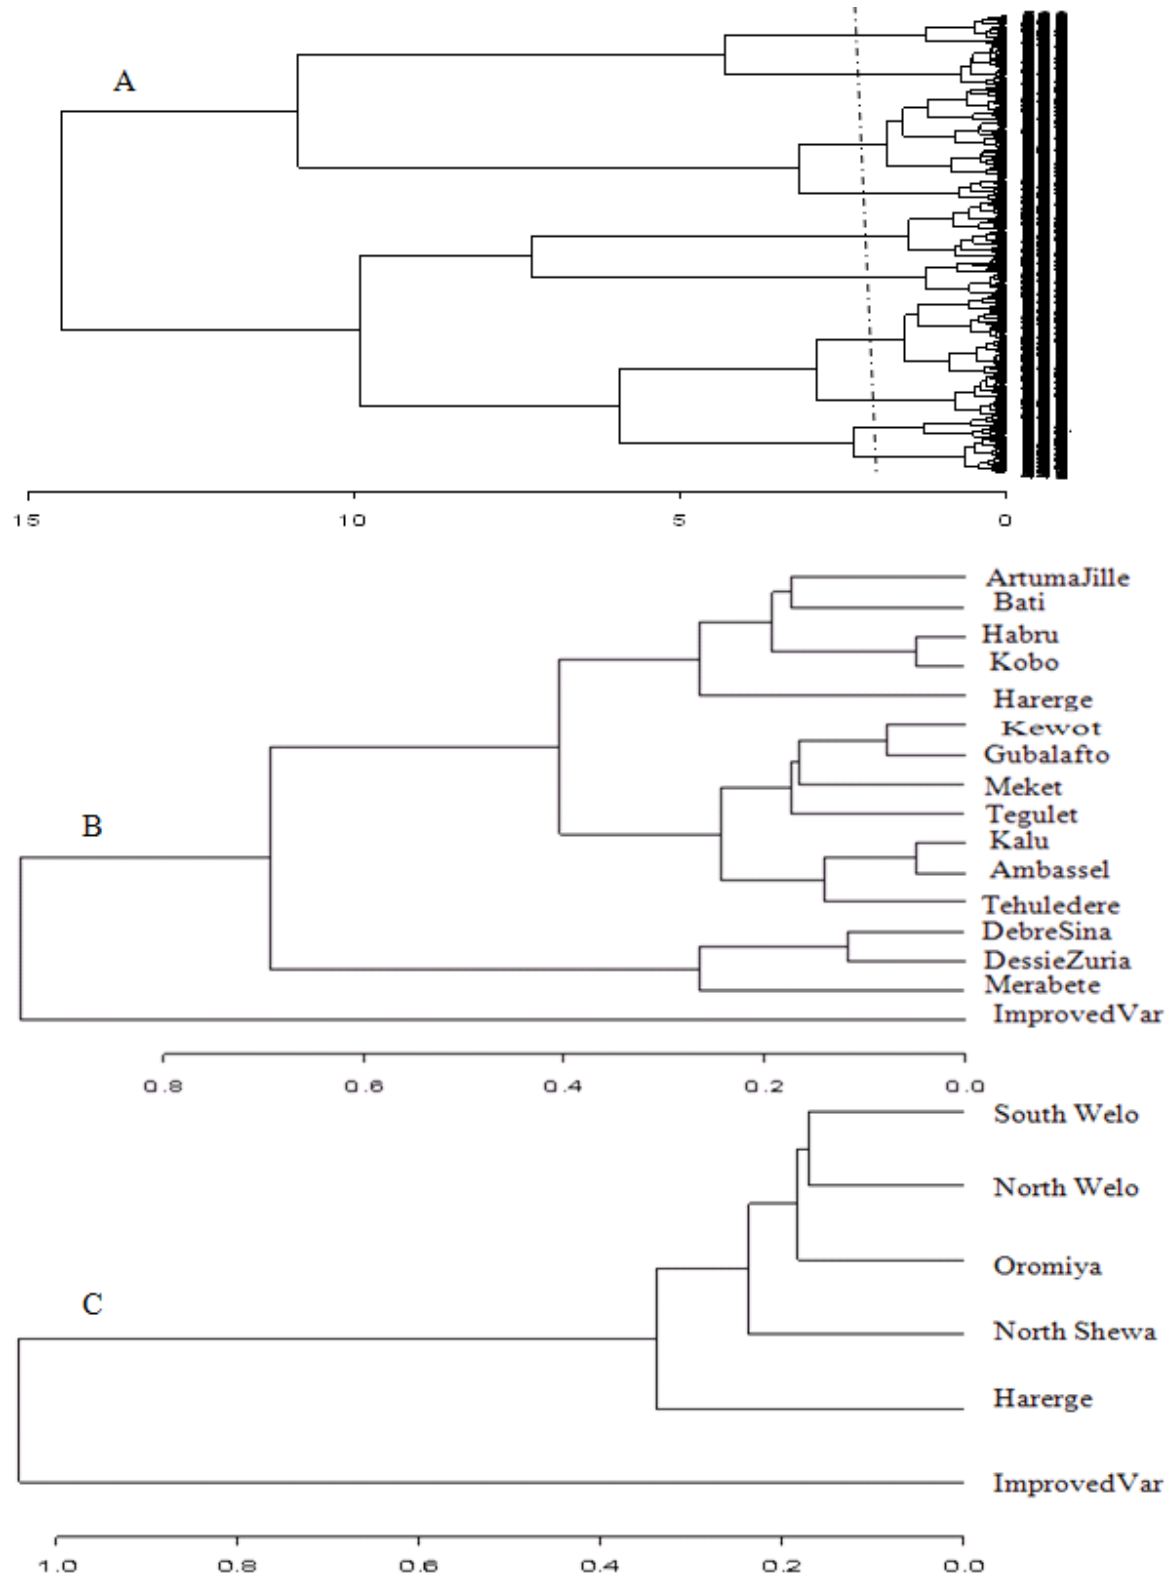 A
15 10 5 0
ArtumaJille
Bati
Habru
Kobo
Harerge
Kewot
Gubalafto
Meket
Tegulet
B
Kalu
Ambassel
Tehuledere
DebreSina
DessieZuria
Merabete
ImprovedVar
0.8 0.6 0.4 0.2 0.0
South Welo
North Welo
Oromiya
C
North Shewa
Harerge
ImprovedVar
1.0 0.8 0.6 0.4 0.2 0.0